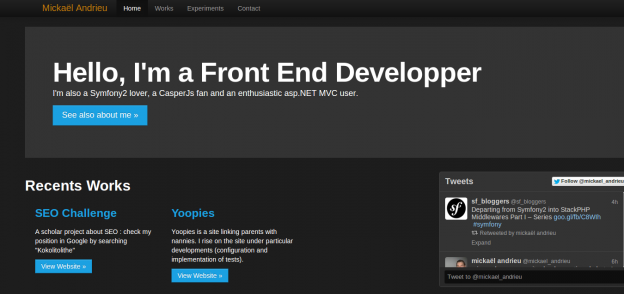 Mickaël Andrieu Home Works Experiments Contact
Hello, I'm a Front End Developper
I'm also a Symfony2 lover, a CasperJs fan and an enthusiastic asp.NET MVC user.
See also about me »
Recents Works
SEO Challenge
A scholar project about SEO : check my
position in Google by searching
"Kokolitolithe"
View Website »
Yoopies
Yoopies is a site linking parents with
nannies. I rise on the site under particular
developments (configuration and
implementation of tests).
View Website »
Tweets Follow @mickael_andrieu
sf_bloggers @sf_bloggers 4h
Departing from Symfony2 into StackPHP
Middlewares Part I – Series
#symfony
Retweeted by mickaël andrieu
Expand
mickaël andrieu @mickael_andrieu 6h
Tweet to @mickael_andrieu